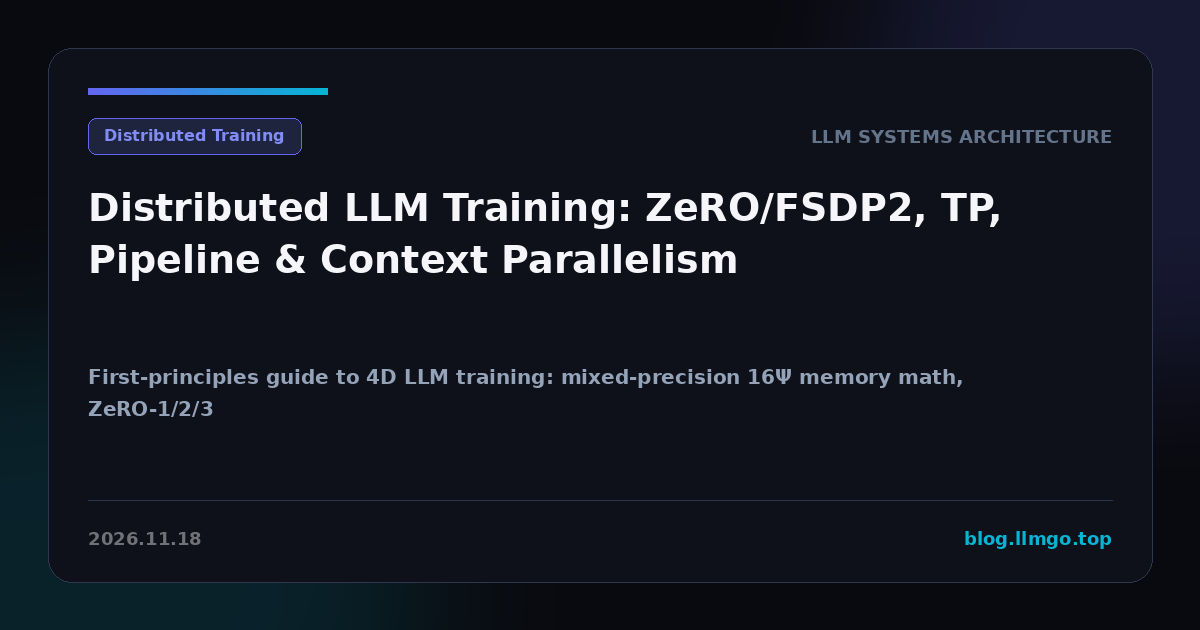 Distributed Training
LLM SYSTEMS ARCHITECTURE
Distributed LLM Training: ZeRO/FSDP2, TP,
Pipeline & Context Parallelism
First-principles guide to 4D LLM training: mixed-precision 16Ψ memory math,
ZeRO-1/2/3
2026.11.18
blog.llmgo.top